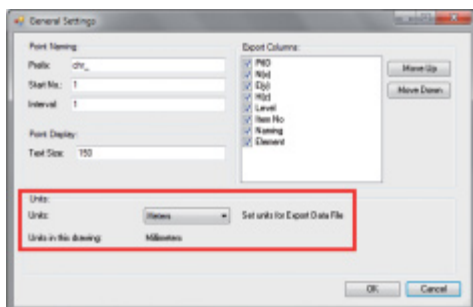 General Settings
Point Naming:
Prefix: chr_
Start No.: 1
Interval: 1
Point Display:
Text Size: 150
Export Columns:
PtID
N(x)
E(y)
H(z)
Level
Item No
Naming
Element
Move Up
Move Down
Units:
Units: Meters Set units for Export Data File
Units in this drawing: Millimeters
OK Cancel